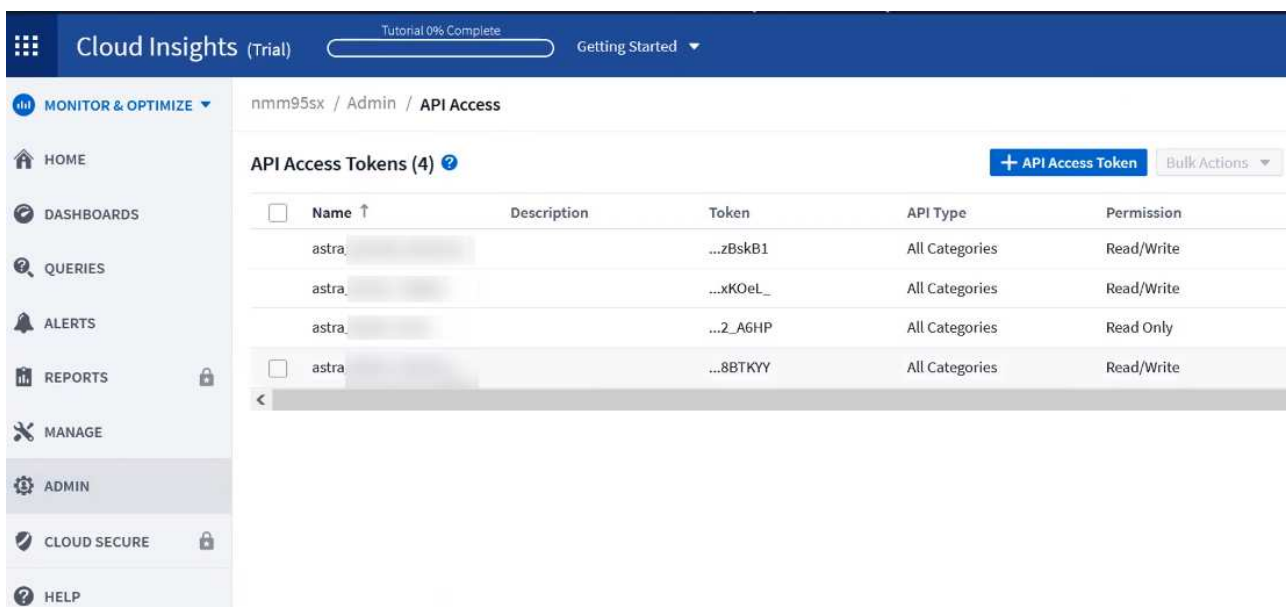 Cloud Insights (Trial)
Tutorial 0% Complete
Getting Started
MONITOR & OPTIMIZE
nmm95sx / Admin / API Access
HOME
API Access Tokens (4)
+ API Access Token
Bulk Actions
DASHBOARDS
Name ↑ Description Token API Type Permission
astra_ ...zBskB1 All Categories Read/Write
QUERIES
astra_ ...xKOeL_ All Categories Read/Write
ALERTS
astra_ ...2_A6HP All Categories Read Only
REPORTS
astra ...8BTKYY All Categories Read/Write
MANAGE
ADMIN
CLOUD SECURE
HELP